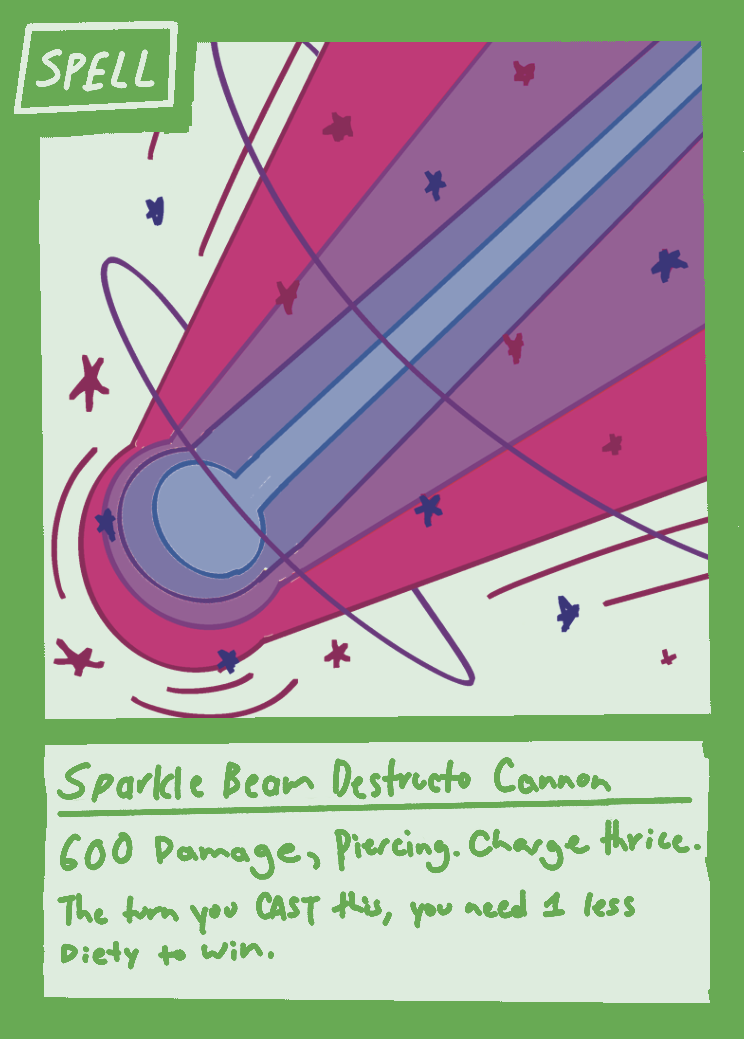 SPELL
Sparkle Beam Destructo Cannon
600 Damage, Piercing. Charge thrice.
The turn you CAST this, you need 1 less
Diety to win.